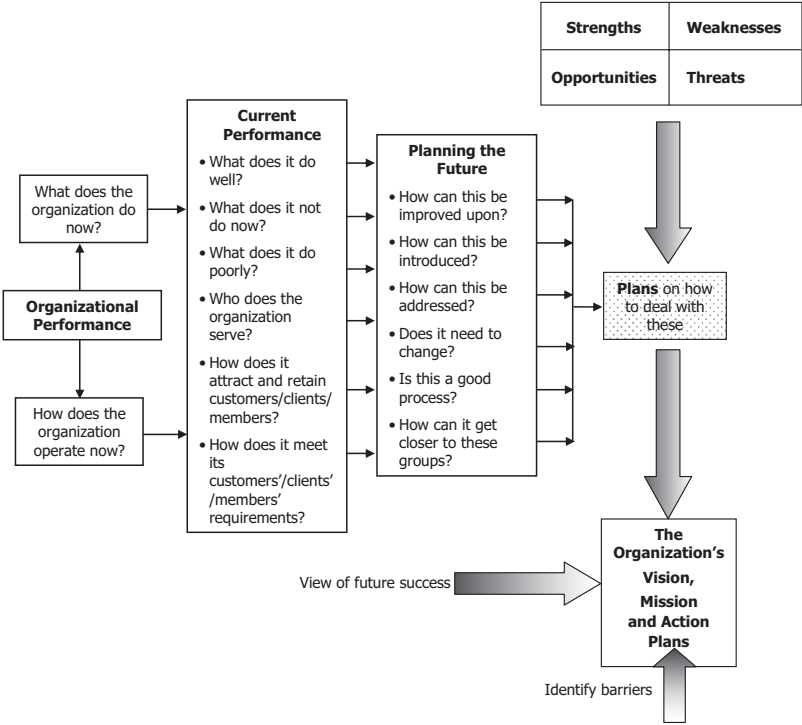 Strengths
Weaknesses
Opportunities
Threats
Current
Performance
• What does it do
well?
• What does it not
do now?
• What does it do
poorly?
• Who does the
organization
serve?
• How does it
attract and retain
customers/clients/
members?
• How does it meet
its
customers’/clients’
/members’
requirements?
Planning the
Future
• How can this be
improved upon?
• How can this be
introduced?
• How can this be
addressed?
• Does it need to
change?
• Is this a good
process?
• How can it get
closer to these
groups?
What does the
organization do
now?
Organizational
Performance
How does the
organization
operate now?
Plans on how
to deal with
these
The
Organization’s
Vision,
Mission
and Action
Plans
View of future success
Identify barriers